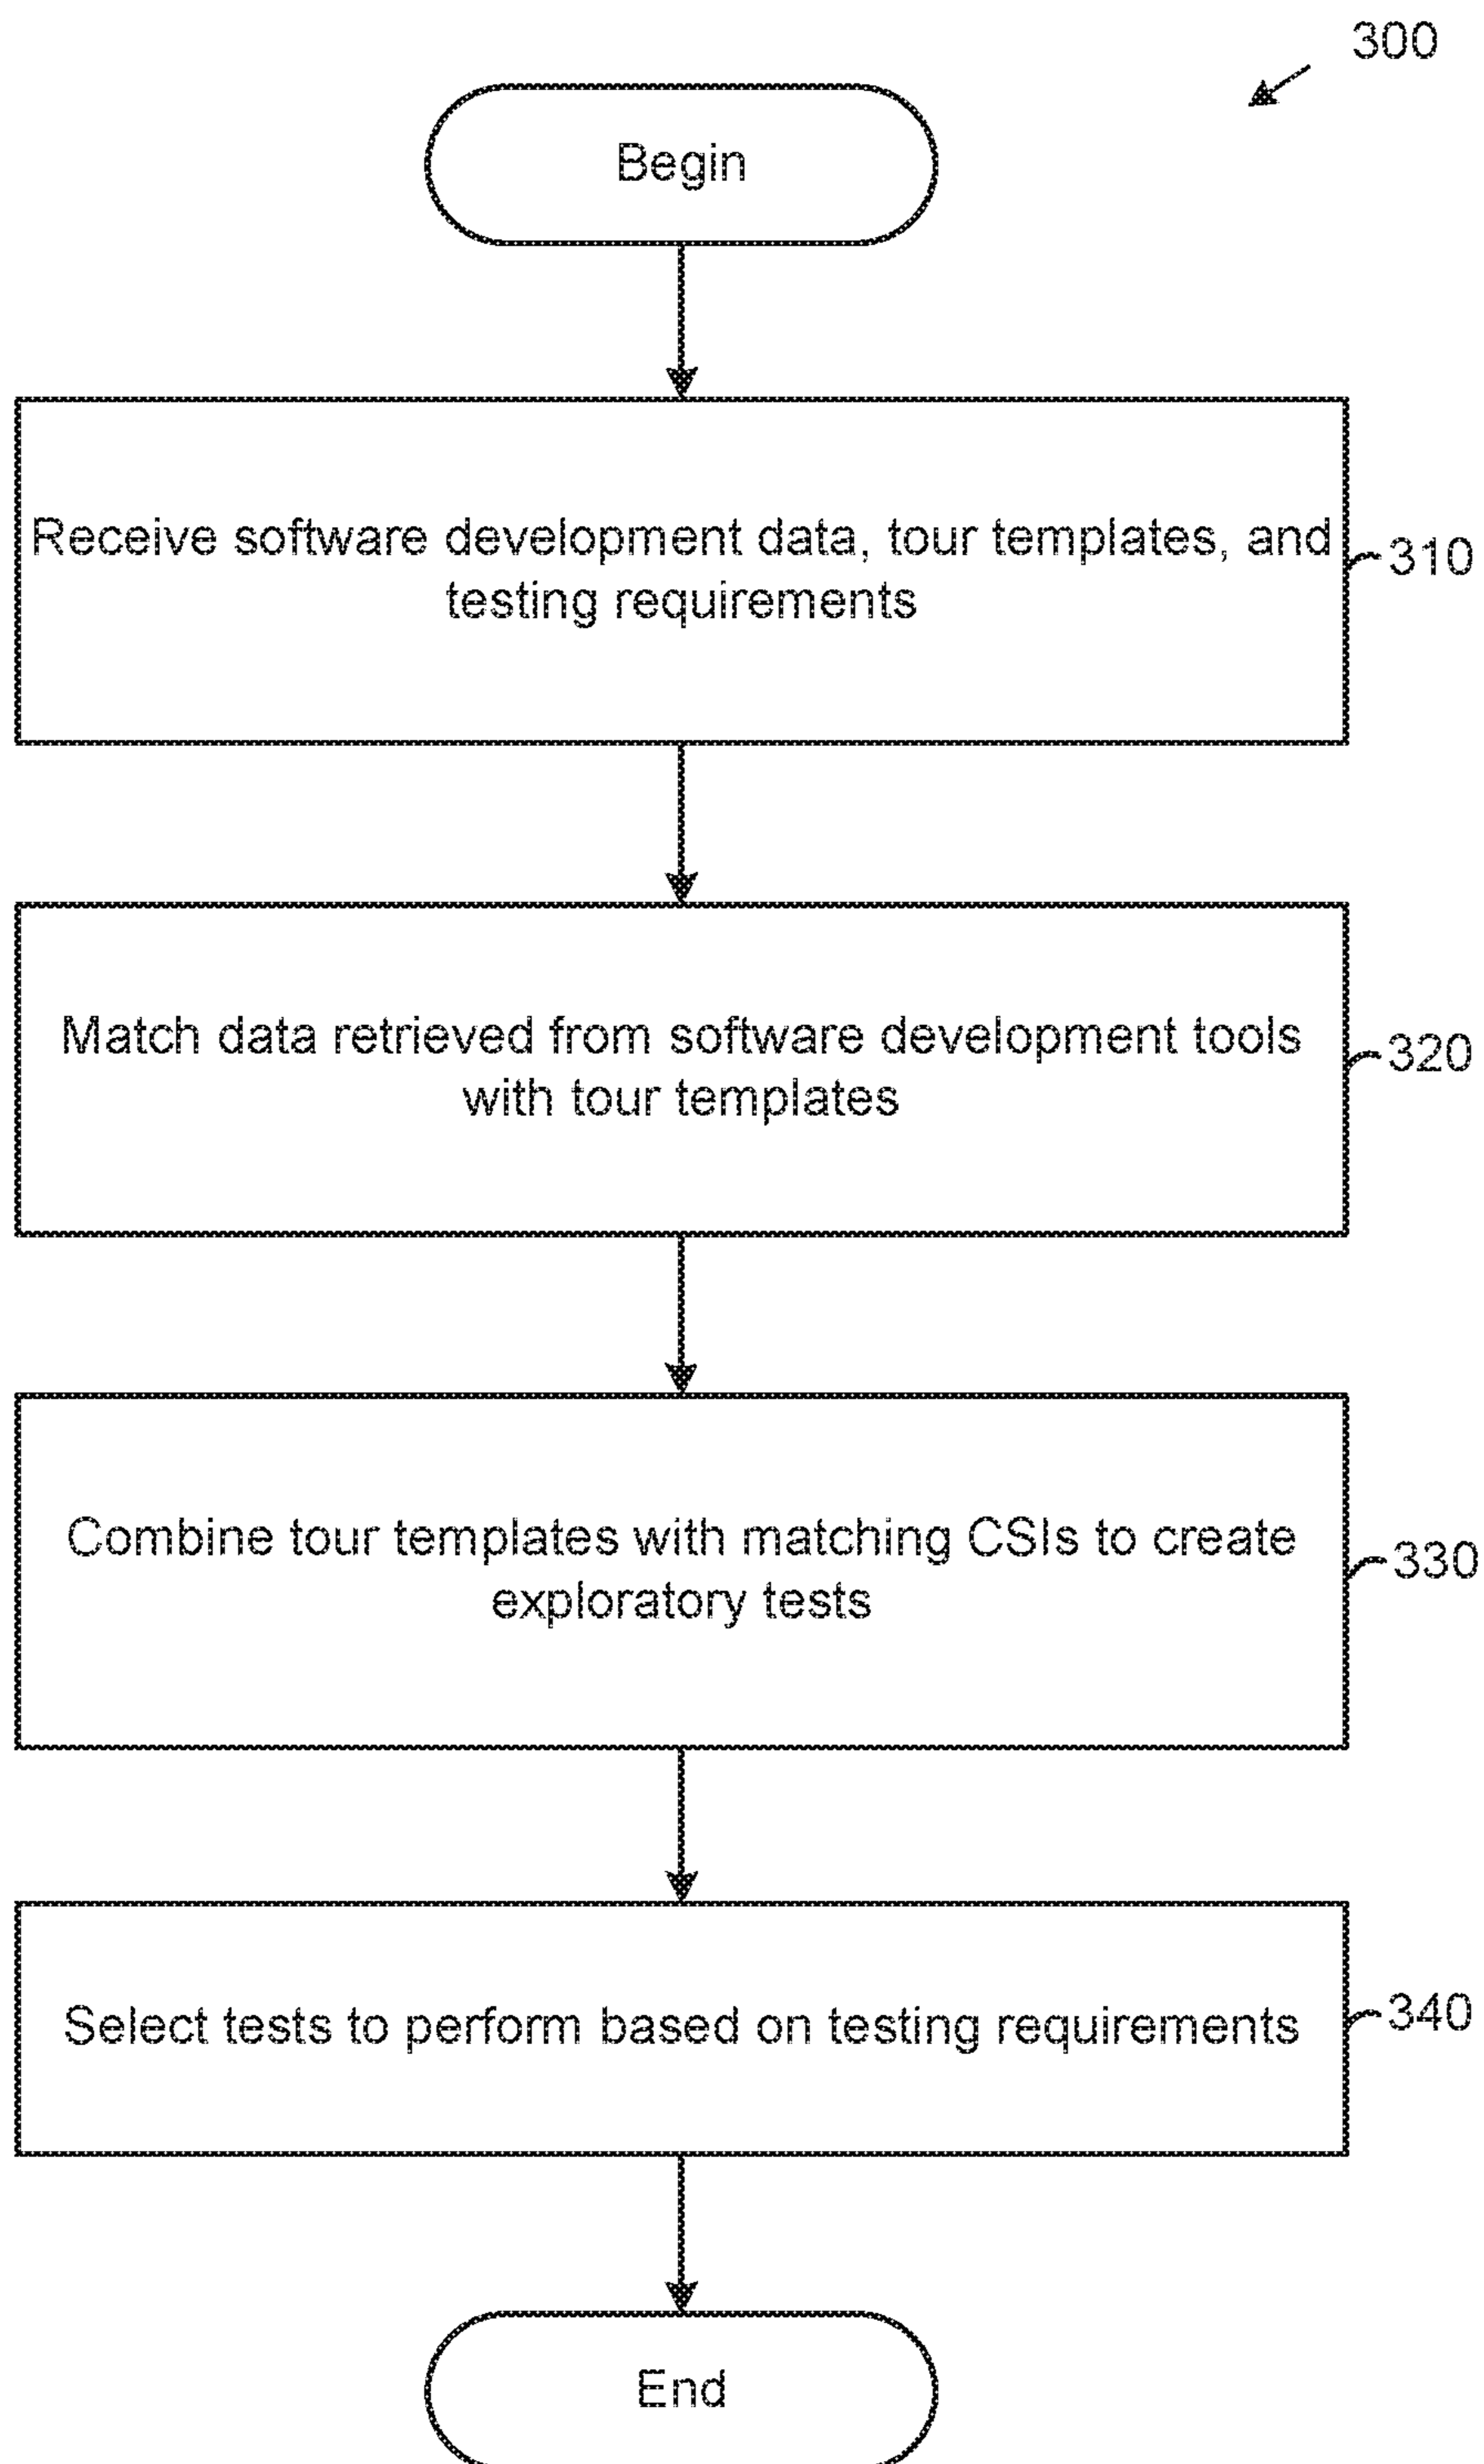 300
Begin
Receive software development data, tour templates, and
testing requirements
310
Match data retrieved from software development tools
with tour templates
320
Combine tour templates with matching CSIs to create
exploratory tests
330
Select tests to perform based on testing requirements
340
End